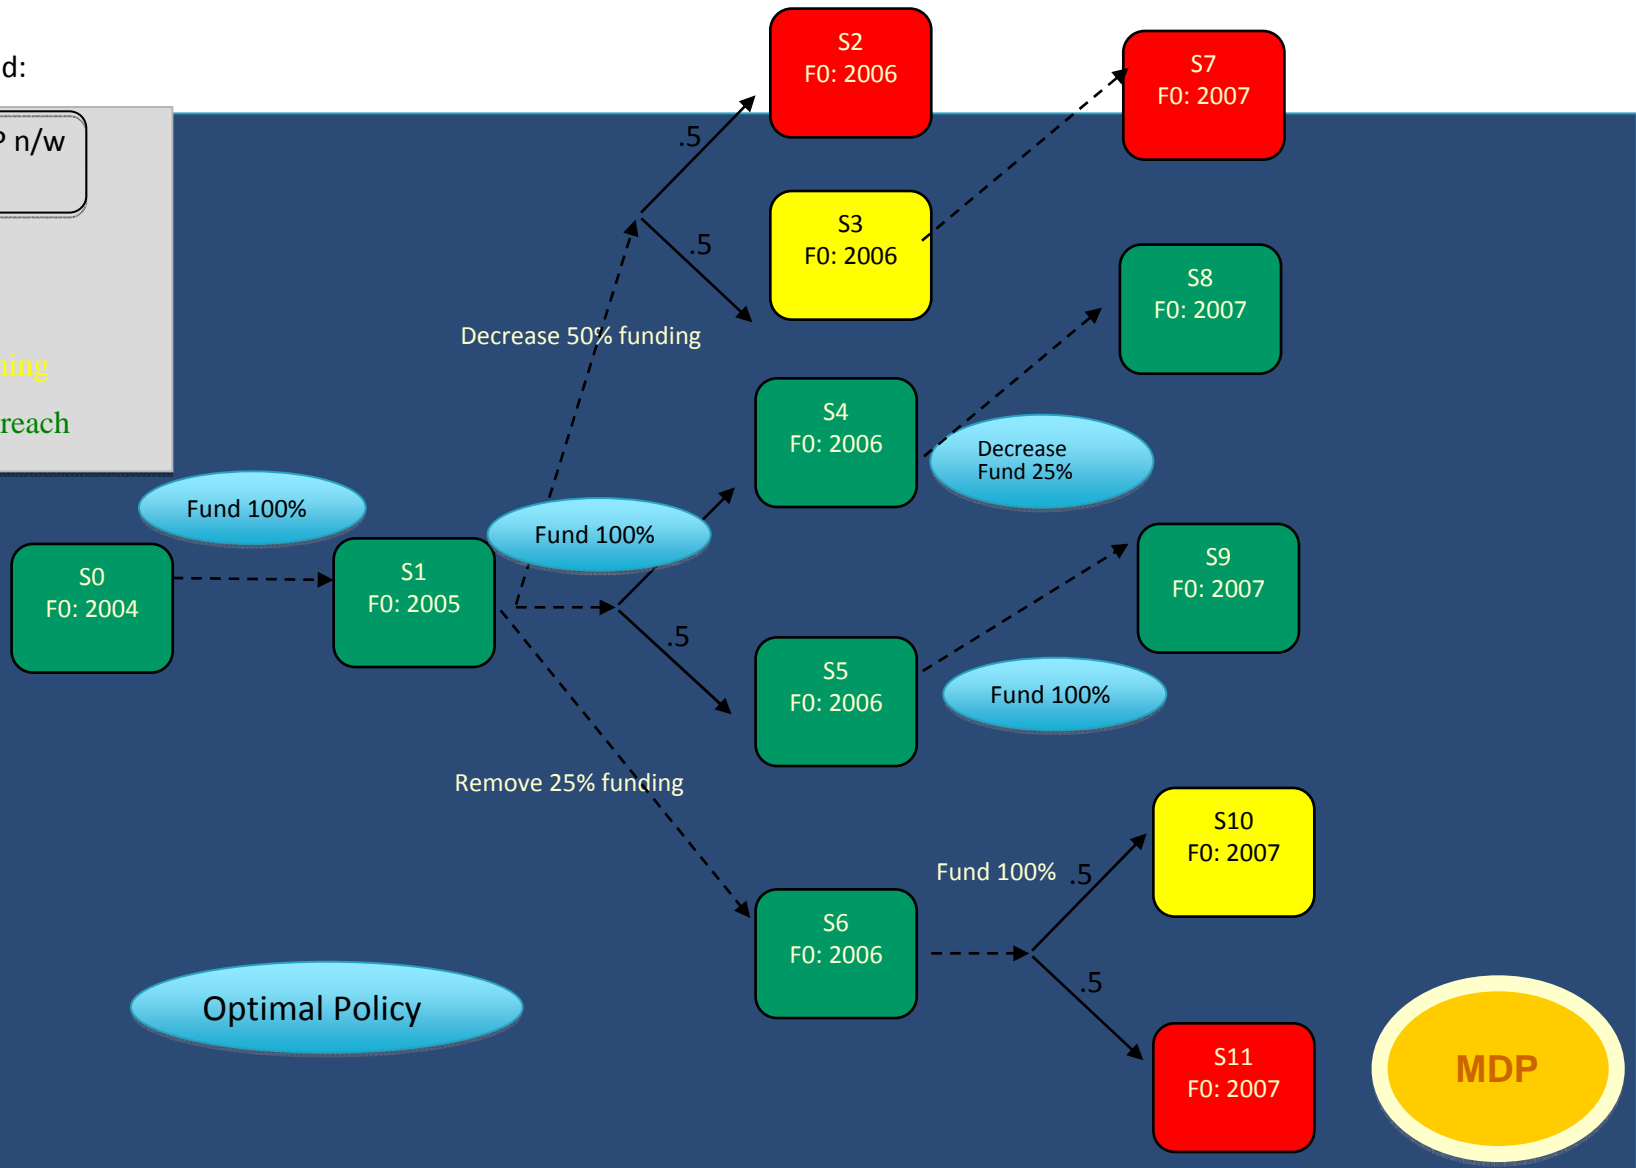 d:
P n/w
ning
reach
S2
F0: 2006
S7
F0: 2007
.5
S3
F0: 2006
.5
S8
F0: 2007
Decrease 50% funding
S4
F0: 2006
Decrease
Fund 25%
Fund 100%
Fund 100%
S0
F0: 2004
S1
F0: 2005
S9
F0: 2007
.5
S5
F0: 2006
Fund 100%
Remove 25% funding
S10
F0: 2007
Fund 100%
.5
S6
F0: 2006
.5
Optimal Policy
S11
F0: 2007
MDP